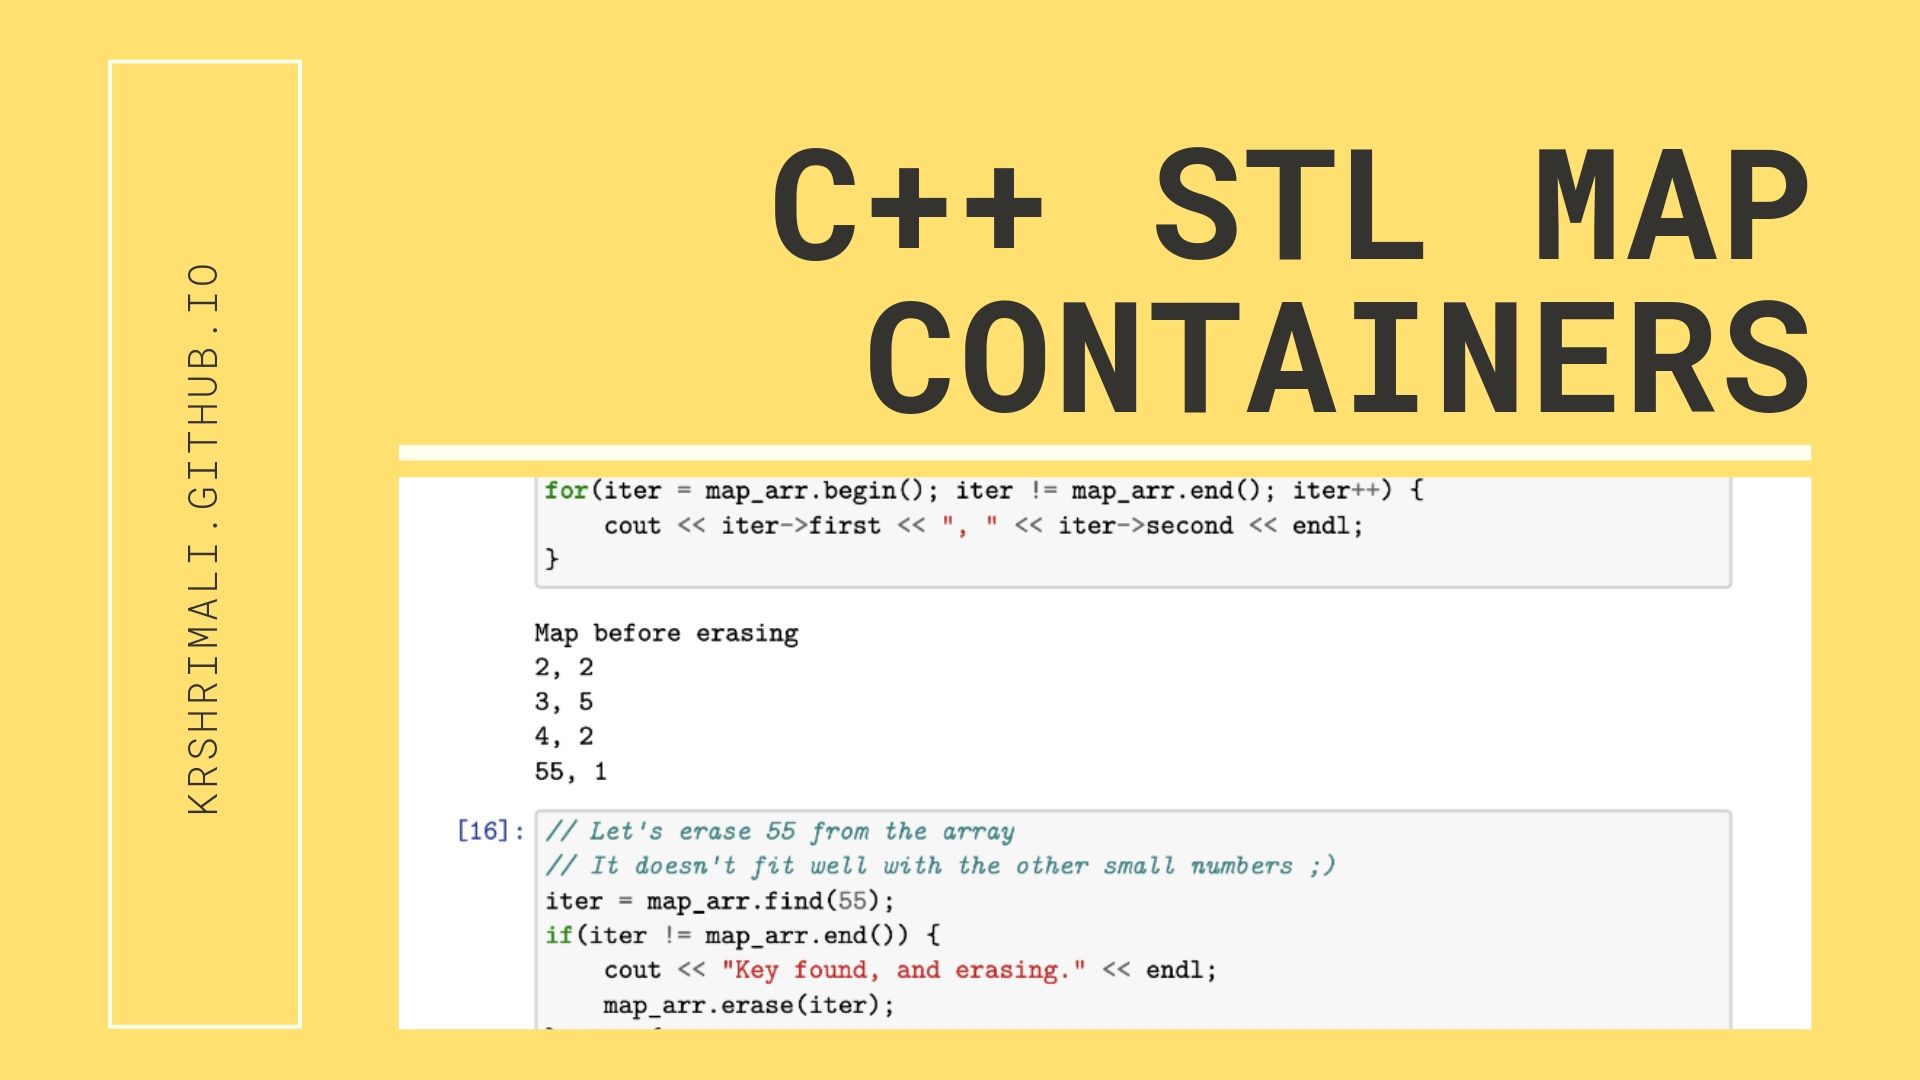 KRSHRIMALI.GITHUB.IO
C++ STL MAP
CONTAINERS
for(iter = map_arr.begin(); iter != map_arr.end(); iter++) {
    cout << iter->first << ", " << iter->second << endl;
}
Map before erasing
2, 2
3, 5
4, 2
55, 1
[16]: // Let's erase 55 from the array
// It doesn't fit well with the other small numbers ;)
iter = map_arr.find(55);
if(iter != map_arr.end()) {
    cout << "Key found, and erasing." << endl;
    map_arr.erase(iter);